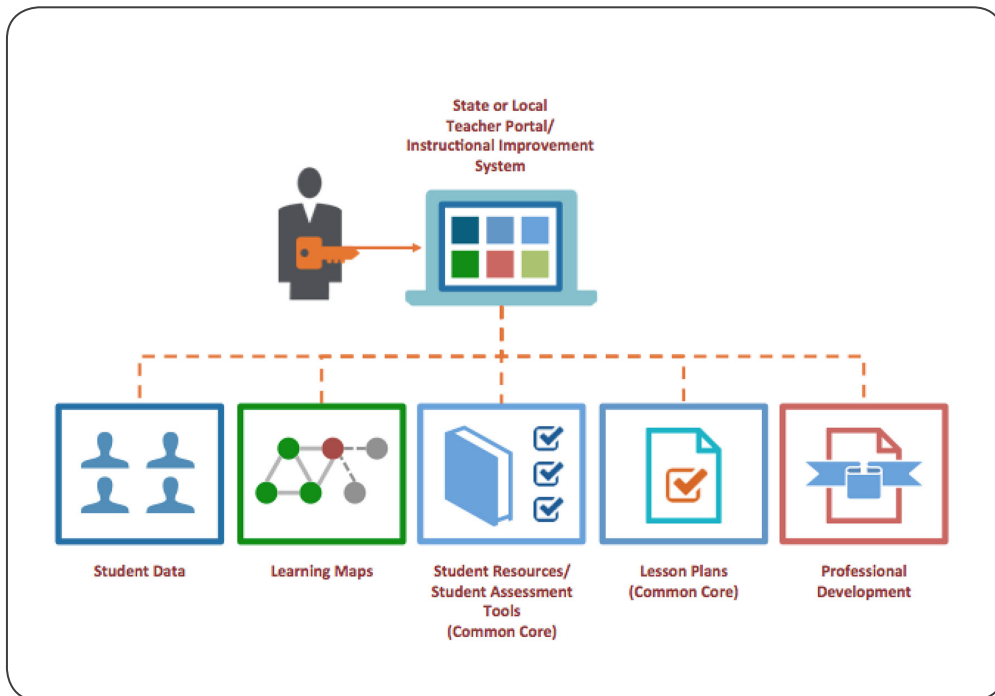 State or Local
Teacher Portal/
Instructional Improvement
System
Student Data
Learning Maps
Student Resources/
Student Assessment
Tools
(Common Core)
Lesson Plans
(Common Core)
Professional
Development